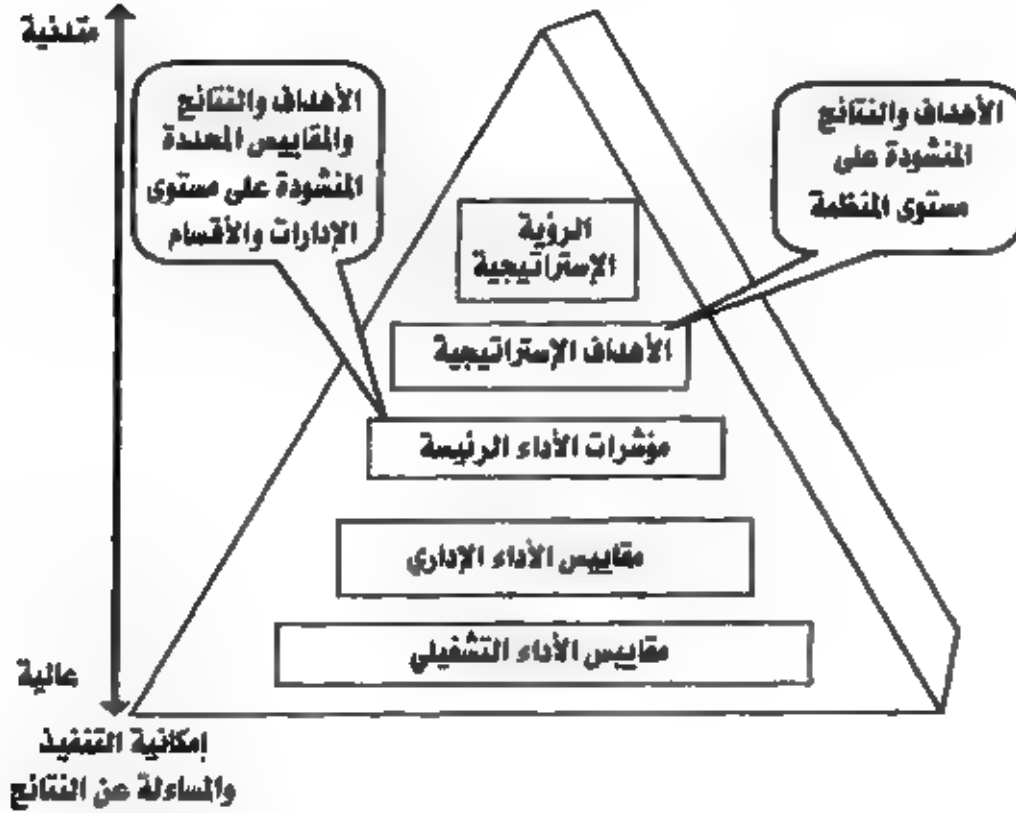 متدنية
الأهداف والنتائج
والمقاييس المحددة
المنشودة على مستوى
الإدارات والأقسام
الأهداف والنتائج
المنشودة على
مستوى المنظمة
الرؤية
الإستراتيجية
الأهداف الإستراتيجية
مؤشرات الأداء الرئيسة
مقاييس الأداء الإداري
مقاييس الأداء التشغيلي
عالية
إمكانية التنفيذ
والمساءلة عن النتائج